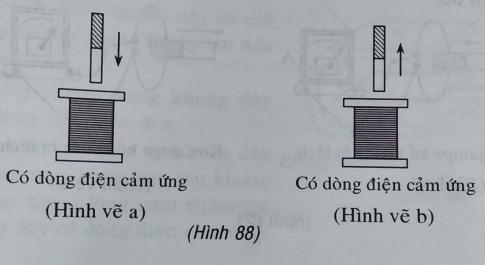 Có dòng điện cảm ứng
(Hình vẽ a)
Có dòng điện cảm ứng
(Hình vẽ b)
(Hình 88)